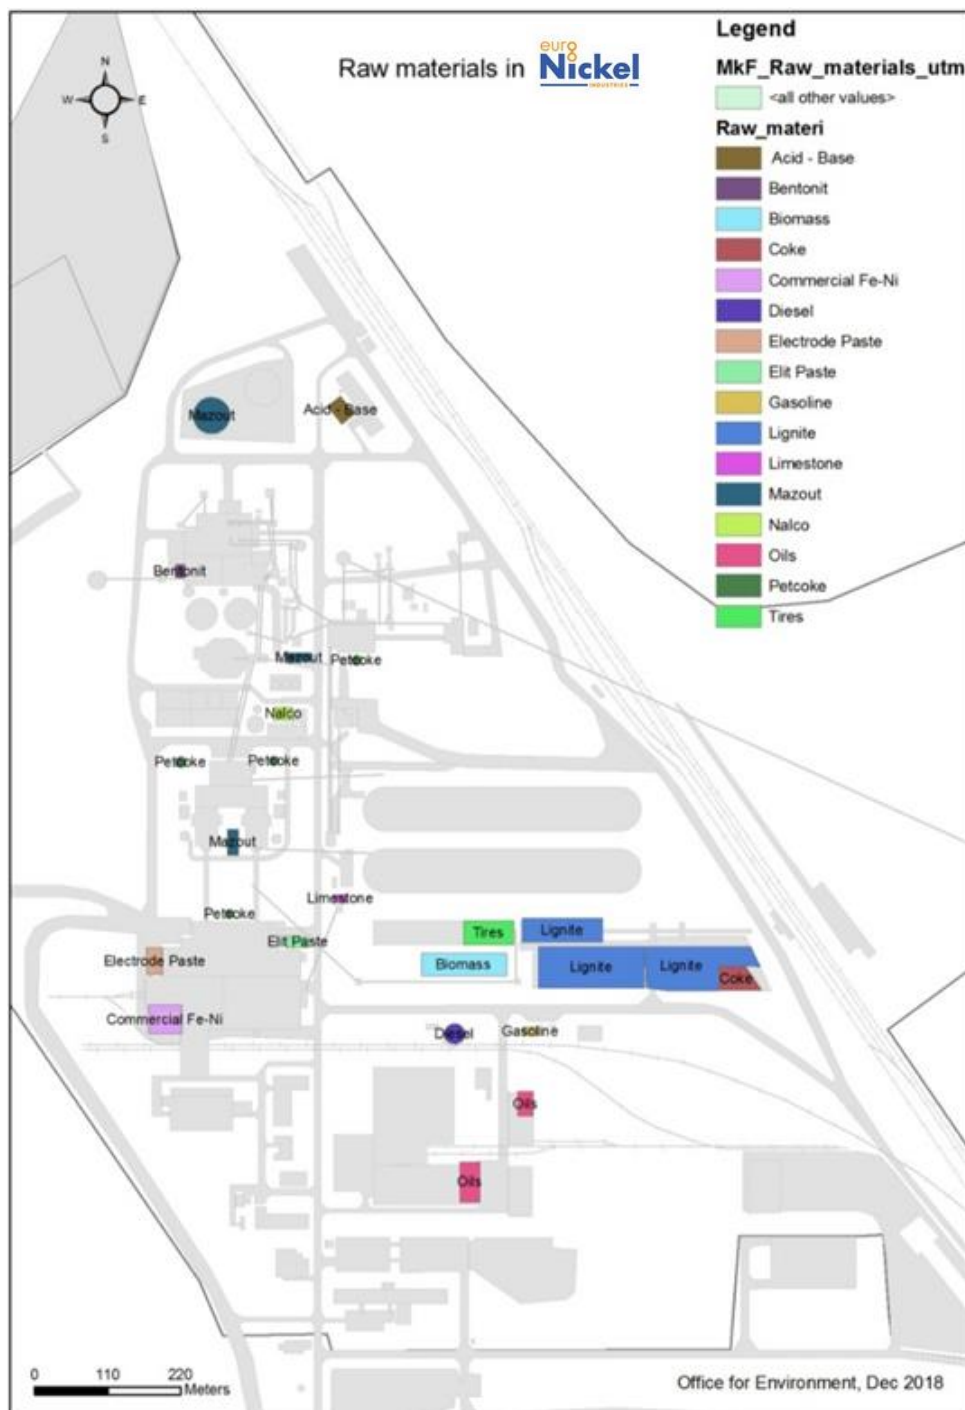 Raw materials in euro Nickel INDUSTRIES
Legend
MkF_Raw_materials_utm
<all other values>
Raw_materi
Acid - Base
Bentonit
Biomass
Coke
Commercial Fe-Ni
Diesel
Electrode Paste
Elit Paste
Gasoline
Lignite
Limestone
Mazout
Nalco
Oils
Petcoke
Tires
N
W E
S
Mazout
Acid - Base
Bentonit
Mazout
Petcoke
Nalco
Petcoke
Petcoke
Mazout
Limestone
Petcoke
Elit Paste
Tires
Lignite
Electrode Paste
Biomass
Lignite
Lignite
Coke
Commercial Fe-Ni
Diesel
Gasoline
Oils
Oils
0 110 220
Meters
Office for Environment, Dec 2018